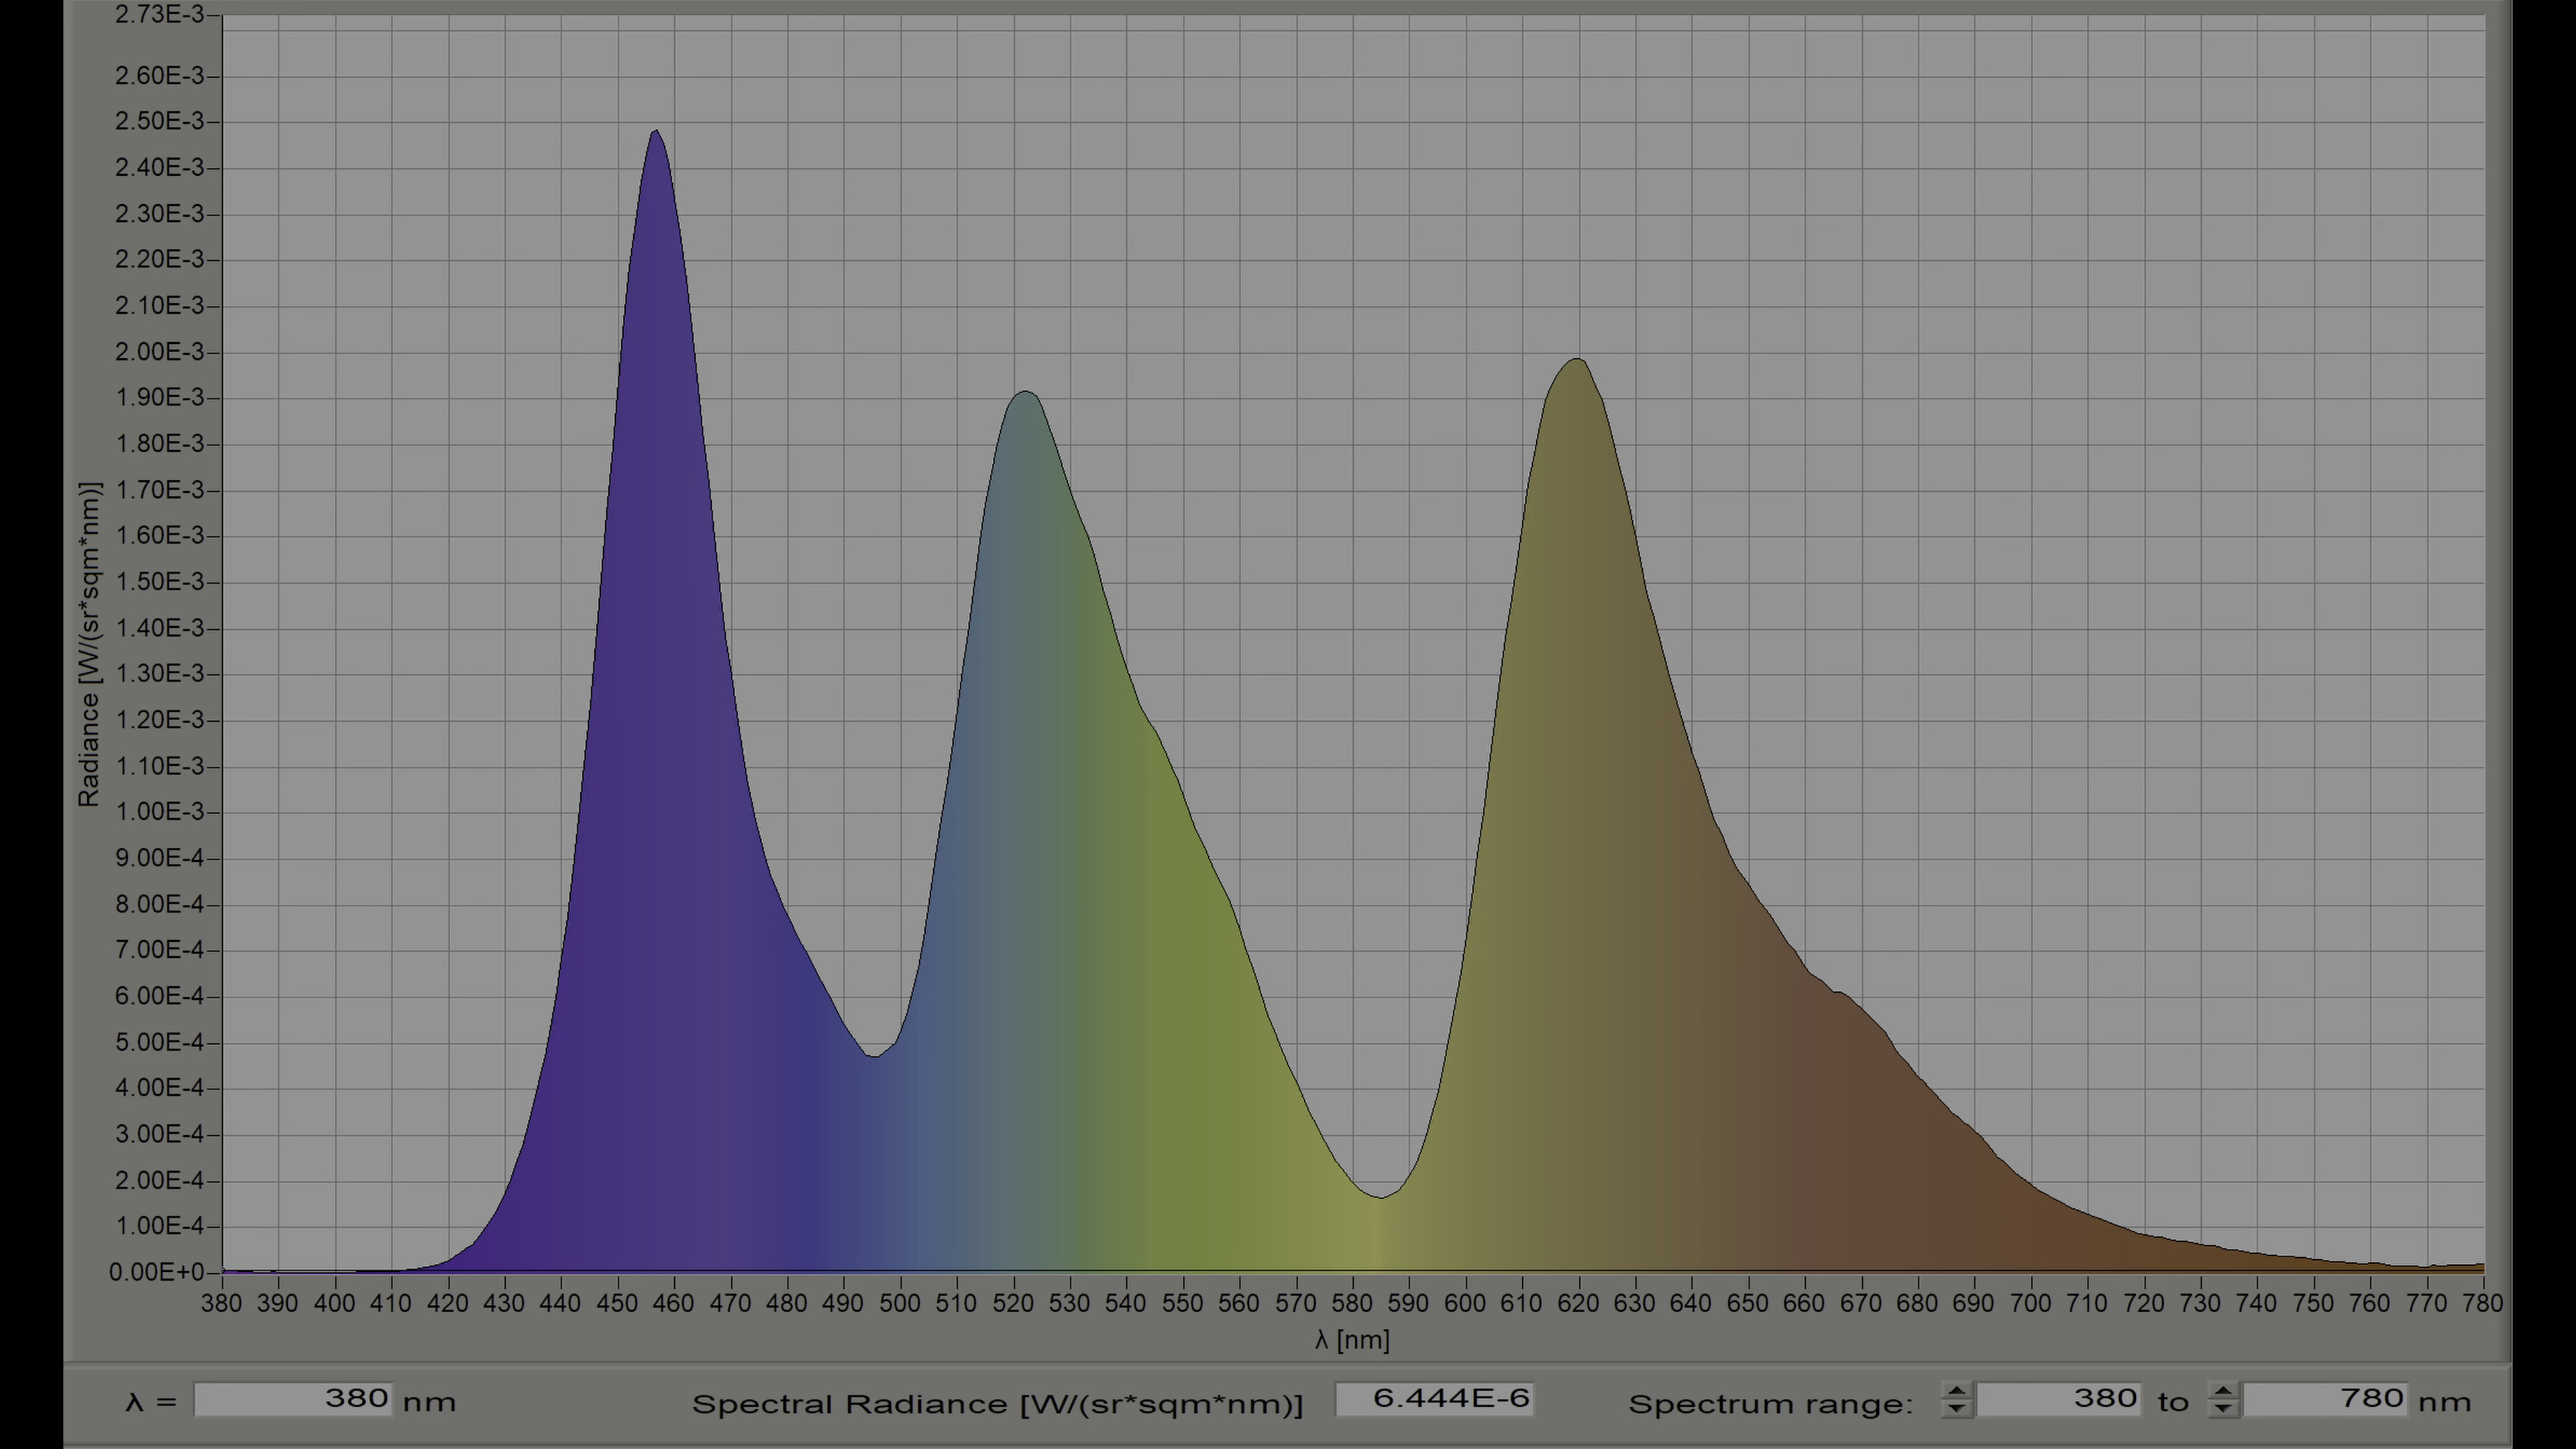 2.73E-3
2.60E-3
2.50E-3
2.40E-3
2.30E-3
2.20E-3
2.10E-3
2.00E-3
1.90E-3
1.80E-3
1.70E-3
1.60E-3
1.50E-3
1.40E-3
1.30E-3
1.20E-3
1.10E-3
1.00E-3
9.00E-4
8.00E-4
7.00E-4
6.00E-4
5.00E-4
4.00E-4
3.00E-4
2.00E-4
1.00E-4
0.00E+0
Radiance [W/(sr*sqm*nm)]
380 390 400 410 420 430 440 450 460 470 480 490 500 510 520 530 540 550 560 570 580 590 600 610 620 630 640 650 660 670 680 690 700 710 720 730 740 750 760 770 780
λ [nm]
λ = 380 nm Spectral Radiance [W/(sr*sqm*nm)] 6.444E-6 Spectrum range: 380 to 780 nm